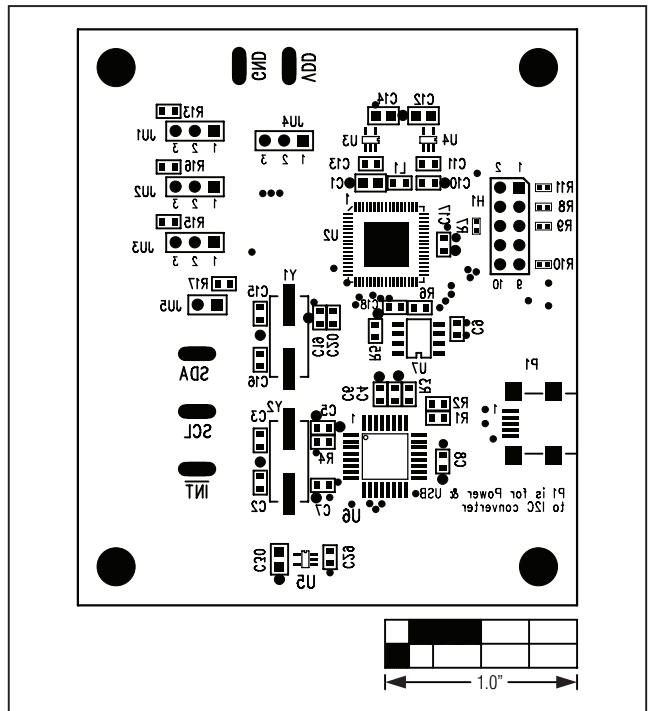 GND
VDD
C14
C12
R13
JU1
3 2 1
JU4
3 2 1
U3
U4
R16
C13
C11
L1
JU2
3 2 1
C1
C10
2 1
R11
H1
R8
R15
1
C17
R7
R9
JU3
3 2 1
U2
R10
10 9
R17
Y1
JU5
C15
C18
R6
C19
C20
R5
C9
C16
U7
P1
SDA
C6
C4
R3
Y2
R2
1
SCL
C3
C5
1
R1
R4
C8
INT
C2
C7
U6
P1 is for Power & USB
to I2C converter
C30
U5
C29
1.0"